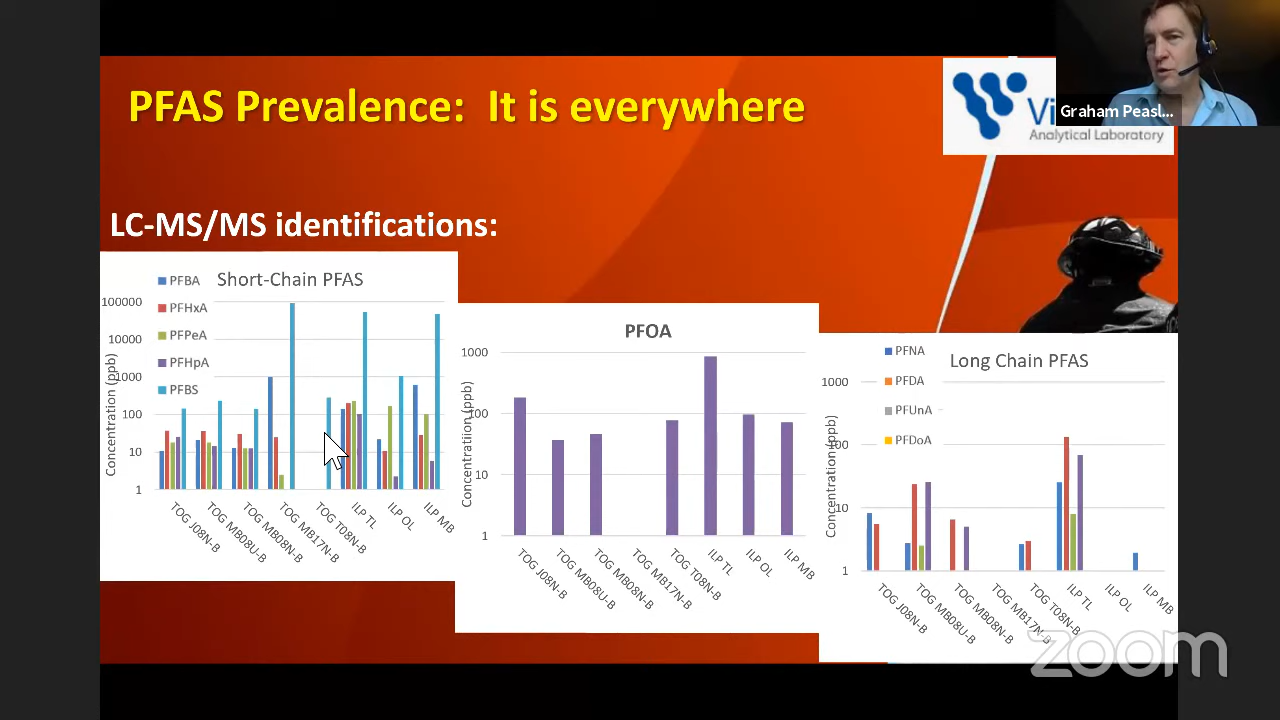 PFAS Prevalence: It is everywhere
Graham Peasl...
Analytical Laboratory
LC-MS/MS identifications:
Short-Chain PFAS
PFBA
PFHxA
PFPeA
PFHpA
PFBS
Concentration (ppb)
100000
10000
1000
100
10
1
TOG J08N-B
TOG MB08U-B
TOG MB08N-B
TOG MB17N-B
TOG T08N-B
ILP TL
ILP OL
ILP MB
PFOA
Concentratiion (ppb)
1000
100
10
1
TOG J08N-B
TOG MB08U-B
TOG MB08N-B
TOG MB17N-B
TOG T08N-B
ILP TL
ILP OL
ILP MB
Long Chain PFAS
PFNA
PFDA
PFUnA
PFDoA
Concentration (ppb)
1000
100
10
1
TOG J08N-B
TOG MB08U-B
TOG MB08N-B
TOG MB17N-B
TOG T08N-B
ILP TL
ILP OL
ILP MB
zoom